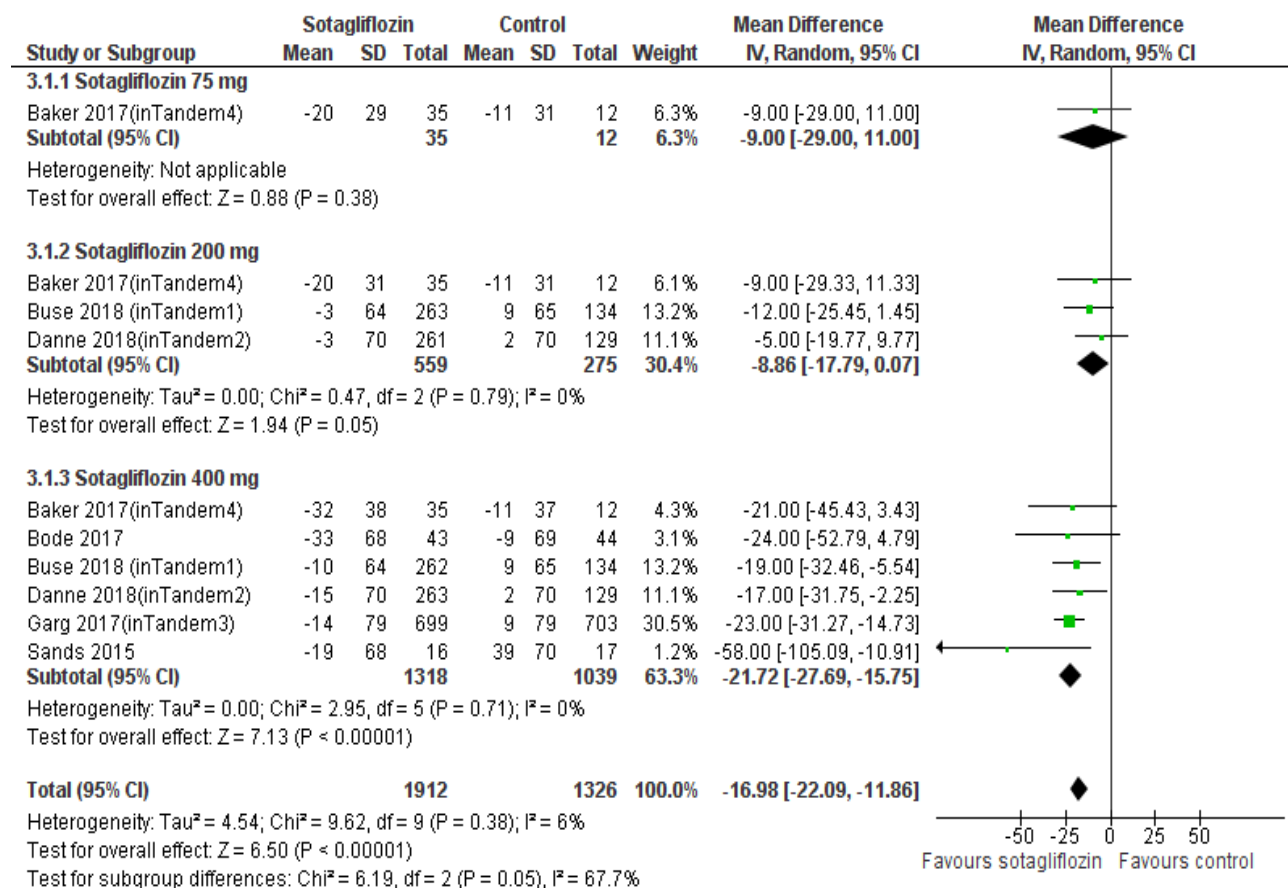 Sotagliflozin Control Mean Difference Mean Difference
Study or Subgroup Mean SD Total Mean SD Total Weight IV, Random, 95% CI IV, Random, 95% CI
3.1.1 Sotagliflozin 75 mg
Baker 2017(inTandem4) -20 29 35 -11 31 12 6.3% -9.00 [-29.00, 11.00]
Subtotal (95% CI) 35 12 6.3% -9.00 [-29.00, 11.00]
Heterogeneity: Not applicable
Test for overall effect: Z = 0.88 (P = 0.38)
3.1.2 Sotagliflozin 200 mg
Baker 2017(inTandem4) -20 31 35 -11 31 12 6.1% -9.00 [-29.33, 11.33]
Buse 2018 (inTandem1) -3 64 263 9 65 134 13.2% -12.00 [-25.45, 1.45]
Danne 2018(inTandem2) -3 70 261 2 70 129 11.1% -5.00 [-19.77, 9.77]
Subtotal (95% CI) 559 275 30.4% -8.86 [-17.79, 0.07]
Heterogeneity: Tau² = 0.00; Chi² = 0.47, df = 2 (P = 0.79); I² = 0%
Test for overall effect: Z = 1.94 (P = 0.05)
3.1.3 Sotagliflozin 400 mg
Baker 2017(inTandem4) -32 38 35 -11 37 12 4.3% -21.00 [-45.43, 3.43]
Bode 2017 -33 68 43 -9 69 44 3.1% -24.00 [-52.79, 4.79]
Buse 2018 (inTandem1) -10 64 262 9 65 134 13.2% -19.00 [-32.46, -5.54]
Danne 2018(inTandem2) -15 70 263 2 70 129 11.1% -17.00 [-31.75, -2.25]
Garg 2017(inTandem3) -14 79 699 9 79 703 30.5% -23.00 [-31.27, -14.73]
Sands 2015 -19 68 16 39 70 17 1.2% -58.00 [-105.09, -10.91]
Subtotal (95% CI) 1318 1039 63.3% -21.72 [-27.69, -15.75]
Heterogeneity: Tau² = 0.00; Chi² = 2.95, df = 5 (P = 0.71); I² = 0%
Test for overall effect: Z = 7.13 (P < 0.00001)
Total (95% CI) 1912 1326 100.0% -16.98 [-22.09, -11.86]
Heterogeneity: Tau² = 4.54; Chi² = 9.62, df = 9 (P = 0.38); I² = 6%
Test for overall effect: Z = 6.50 (P < 0.00001)
Test for subgroup differences: Chi² = 6.19, df = 2 (P = 0.05), I² = 67.7%
-50 -25 0 25 50
Favours sotagliflozin Favours control